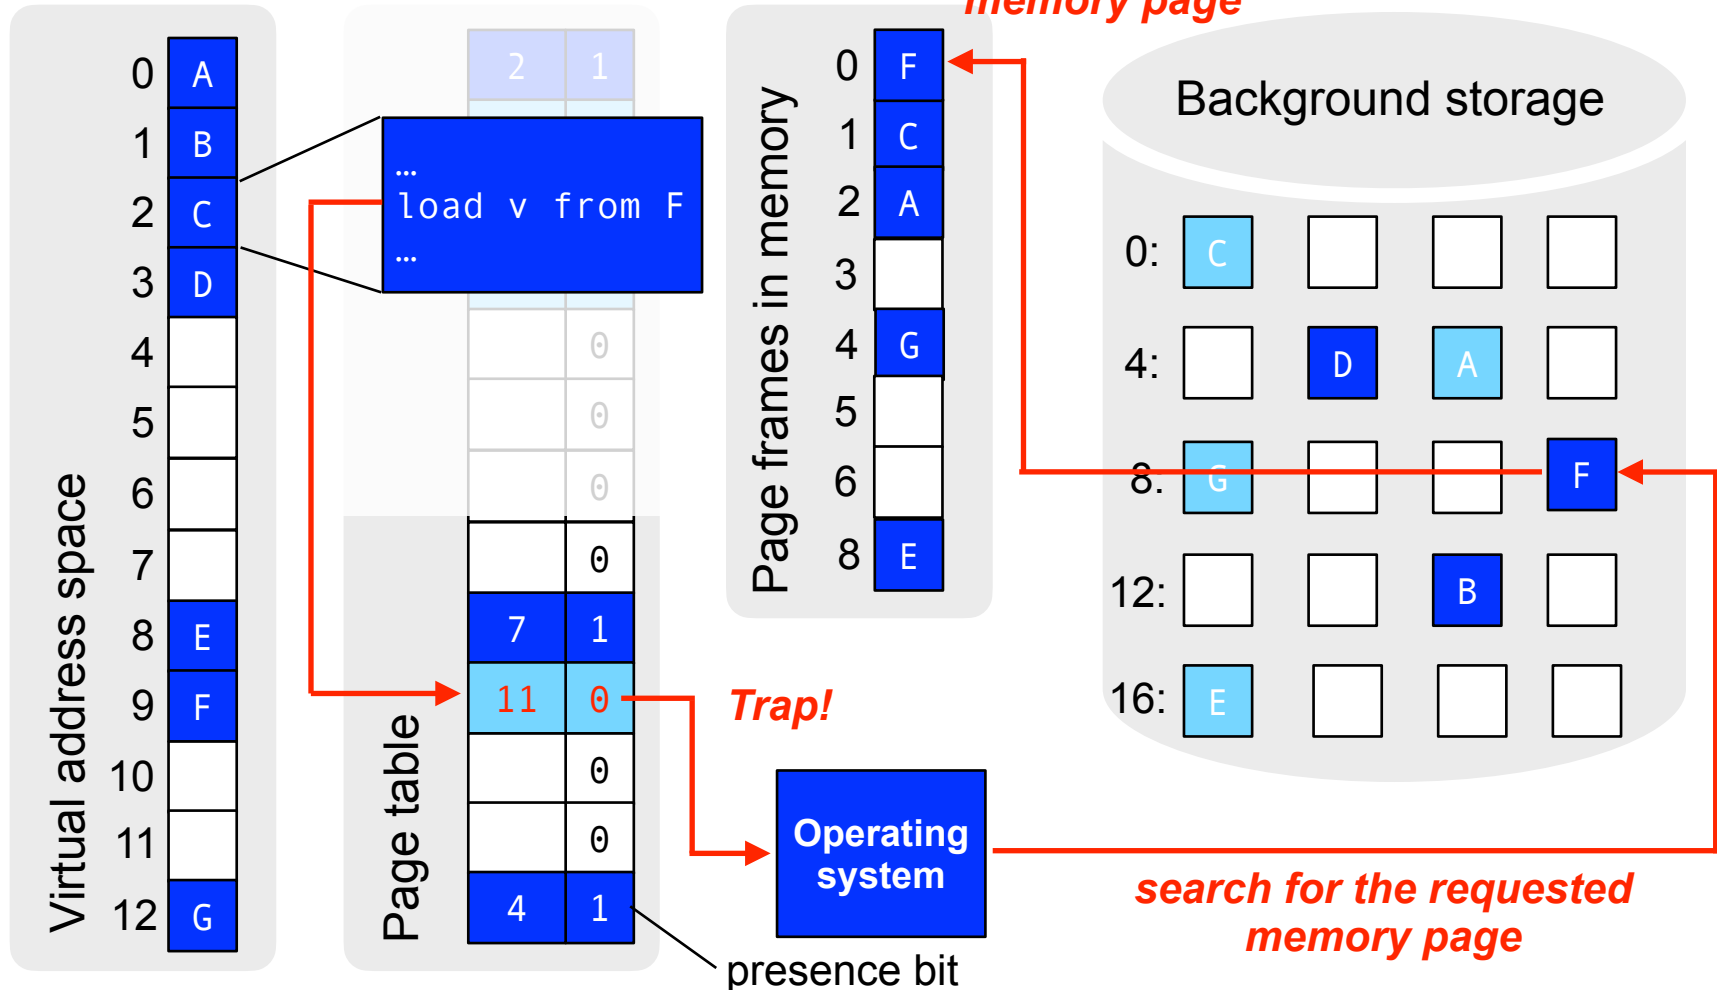 memory page
Virtual address space
0 A
1 B
2 C
3 D
4
5
6
7
8 E
9 F
10
11
12 G
Page table
2 1
…
load v from F
…
0
0
0
0
7 1
11 0
0
0
4 1
presence bit
Trap!
Operating
system
search for the requested
memory page
Page frames in memory
0 F
1 C
2 A
3
4 G
5
6
8 E
Background storage
0: C
4: D A
8: G F
12: B
16: E